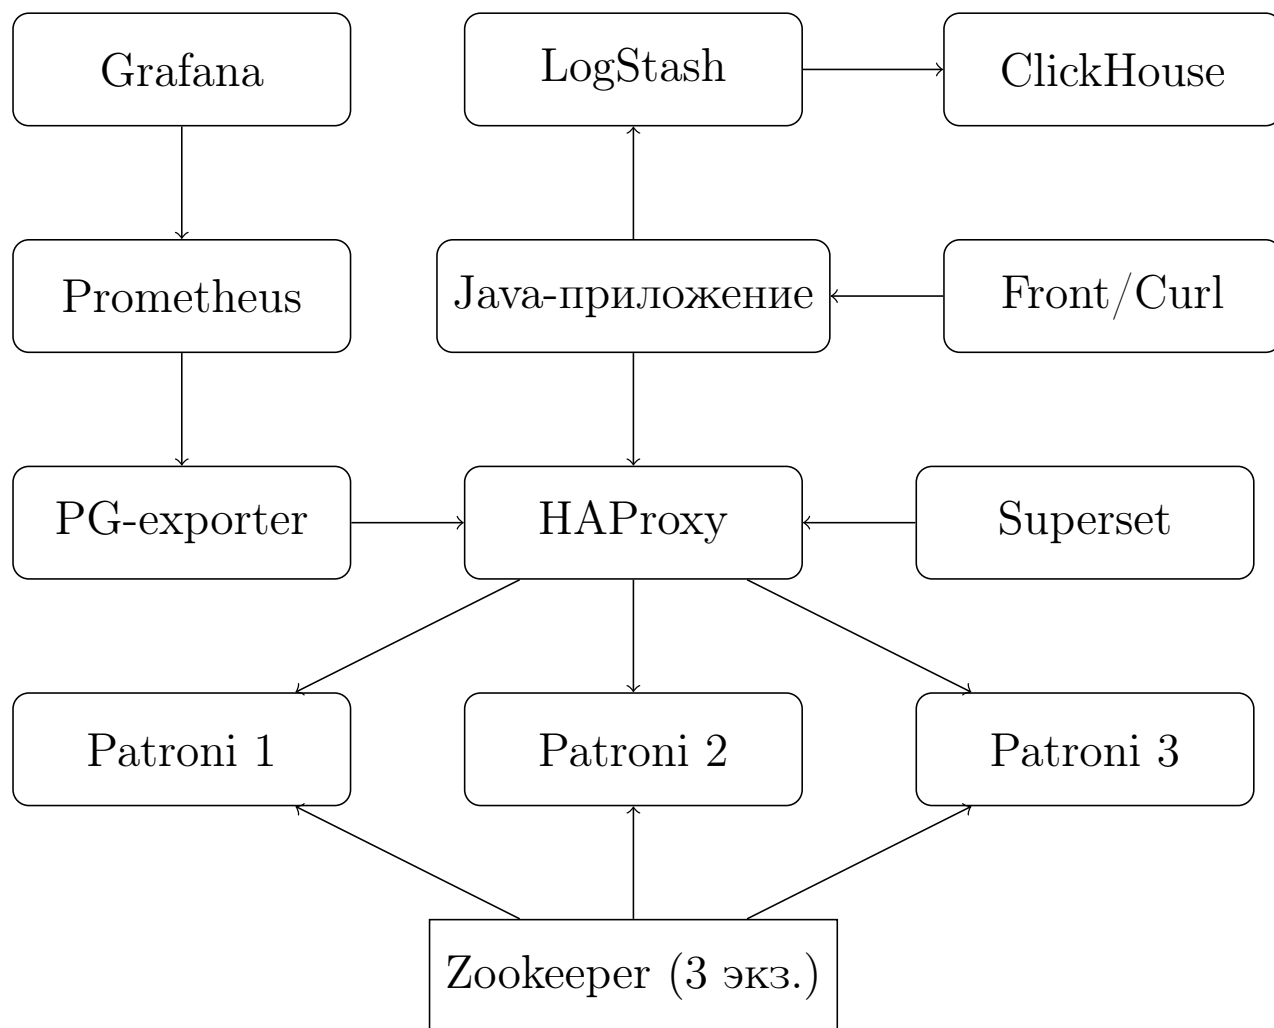 Grafana
LogStash
ClickHouse
Prometheus
Java-приложение
Front/Curl
PG-exporter
HAProxy
Superset
Patroni 1
Patroni 2
Patroni 3
Zookeeper (3 экз.)